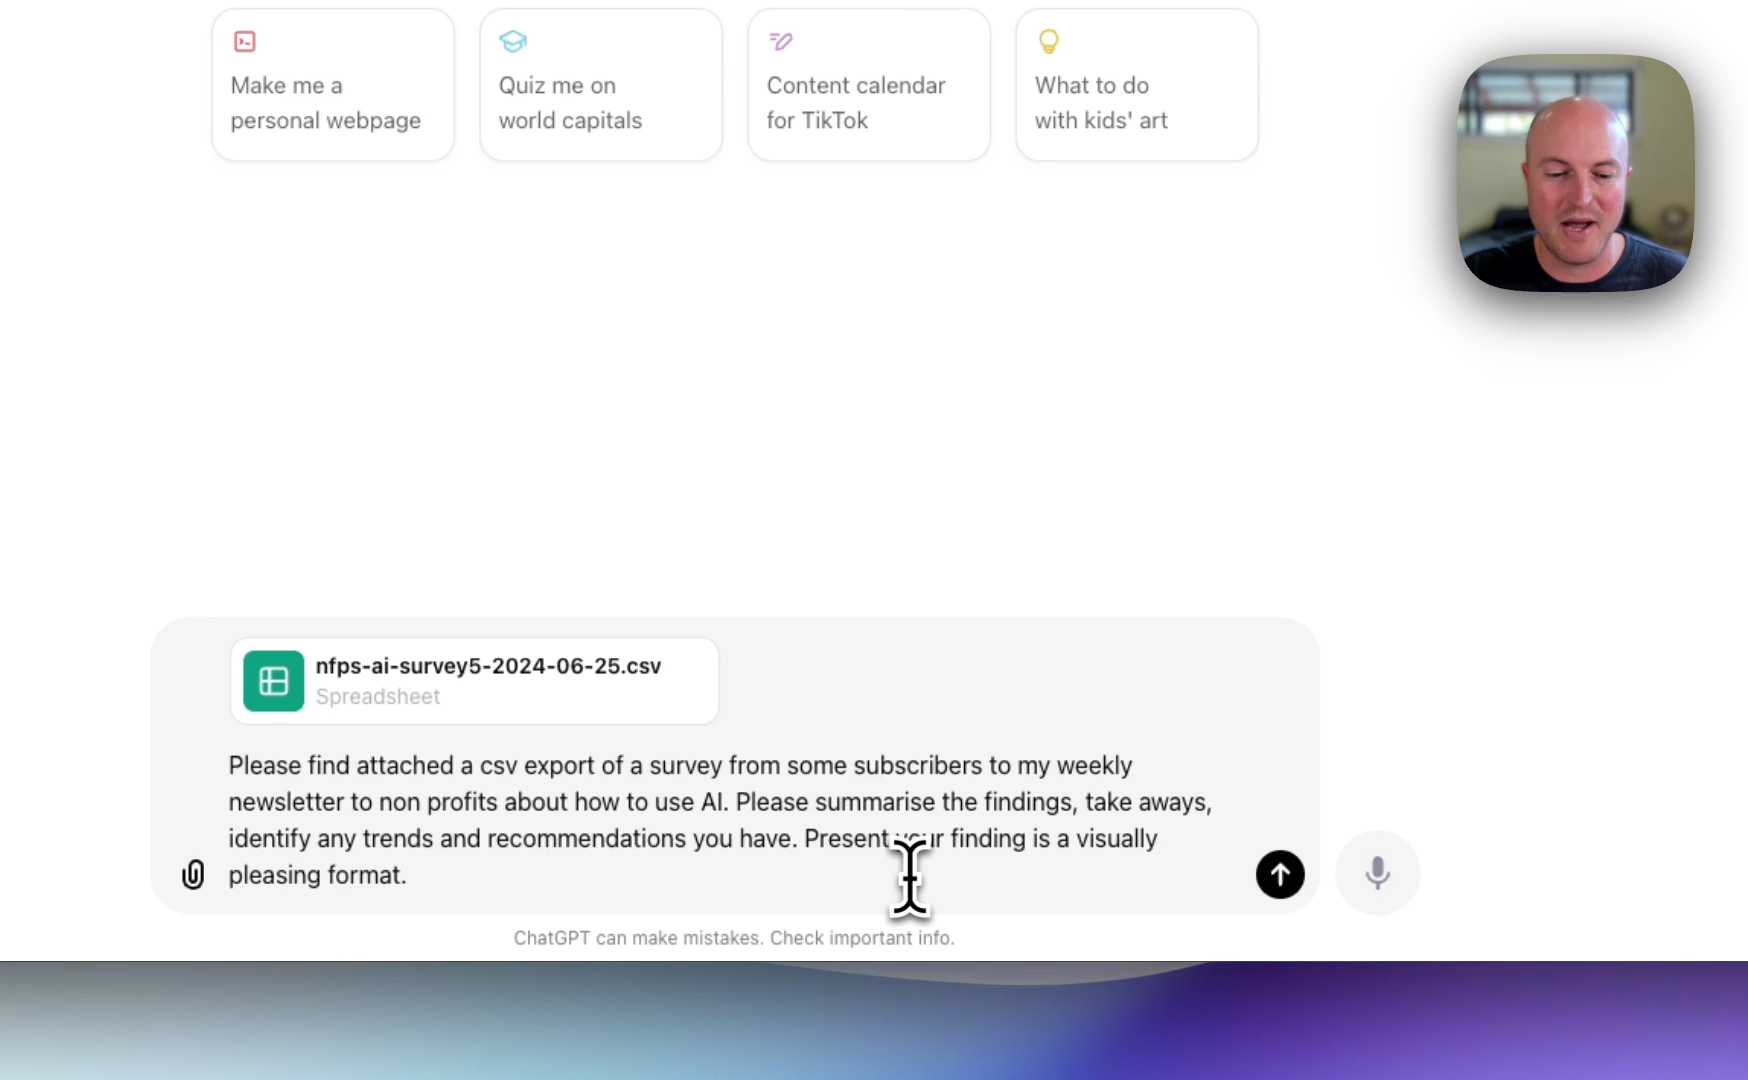 Make me a
personal webpage
Quiz me on
world capitals
Content calendar
for TikTok
What to do
with kids' art
nfps-ai-survey5-2024-06-25.csv
Spreadsheet
Please find attached a csv export of a survey from some subscribers to my weekly
newsletter to non profits about how to use AI. Please summarise the findings, take aways,
identify any trends and recommendations you have. Present your finding is a visually
pleasing format.
ChatGPT can make mistakes. Check important info.